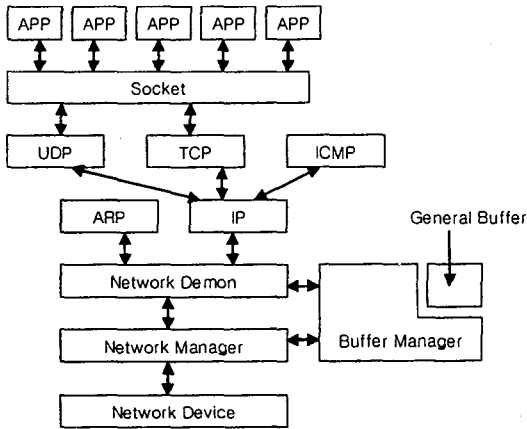 APP APP APP APP APP
Socket
UDP TCP ICMP
ARP IP
General Buffer
Network Demon
Network Manager
Buffer Manager
Network Device